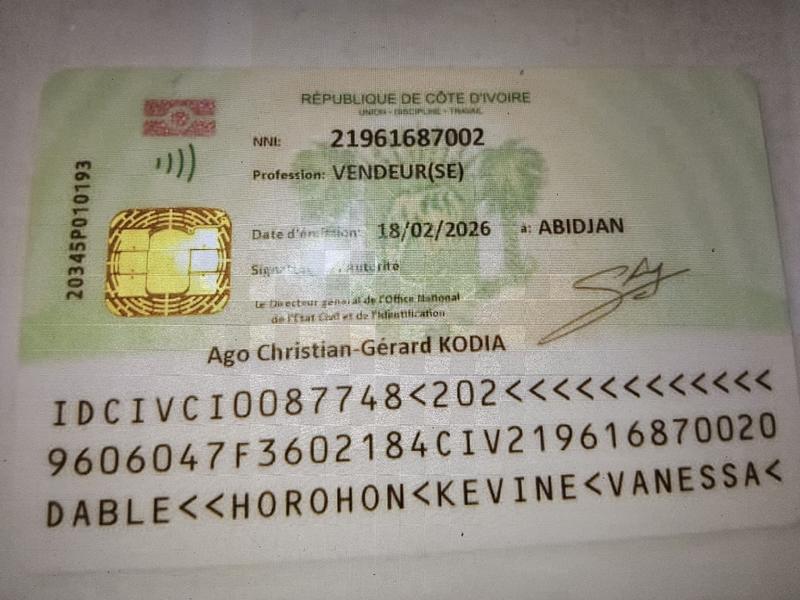 RÉPUBLIQUE DE CÔTE D'IVOIRE
UNION - DISCIPLINE - TRAVAIL
NNI: 21961687002
Profession: VENDEUR(SE)
20345P010193
Date d'émission: 18/02/2026 à: ABIDJAN
Autorité
Le Directeur général de l'Office National
de l'État Civil et de l'Identification
Ago Christian-Gérard KODIA
IDCIVCI0087748<202<<<<<<<<<<<<
9606047F3602184CIV219616870020
DABLE<<HOROHON<KEVINE<VANESSA<